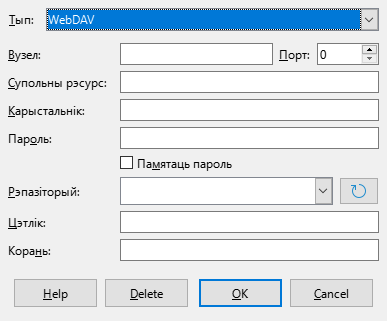 Тып: WebDAV
Вузел: Порт: 0
Супольны рэсурс:
Карыстальнік:
Пароль:
Памятаць пароль
Рэпазіторый:
Цэтлік:
Корань:
Help Delete OK Cancel